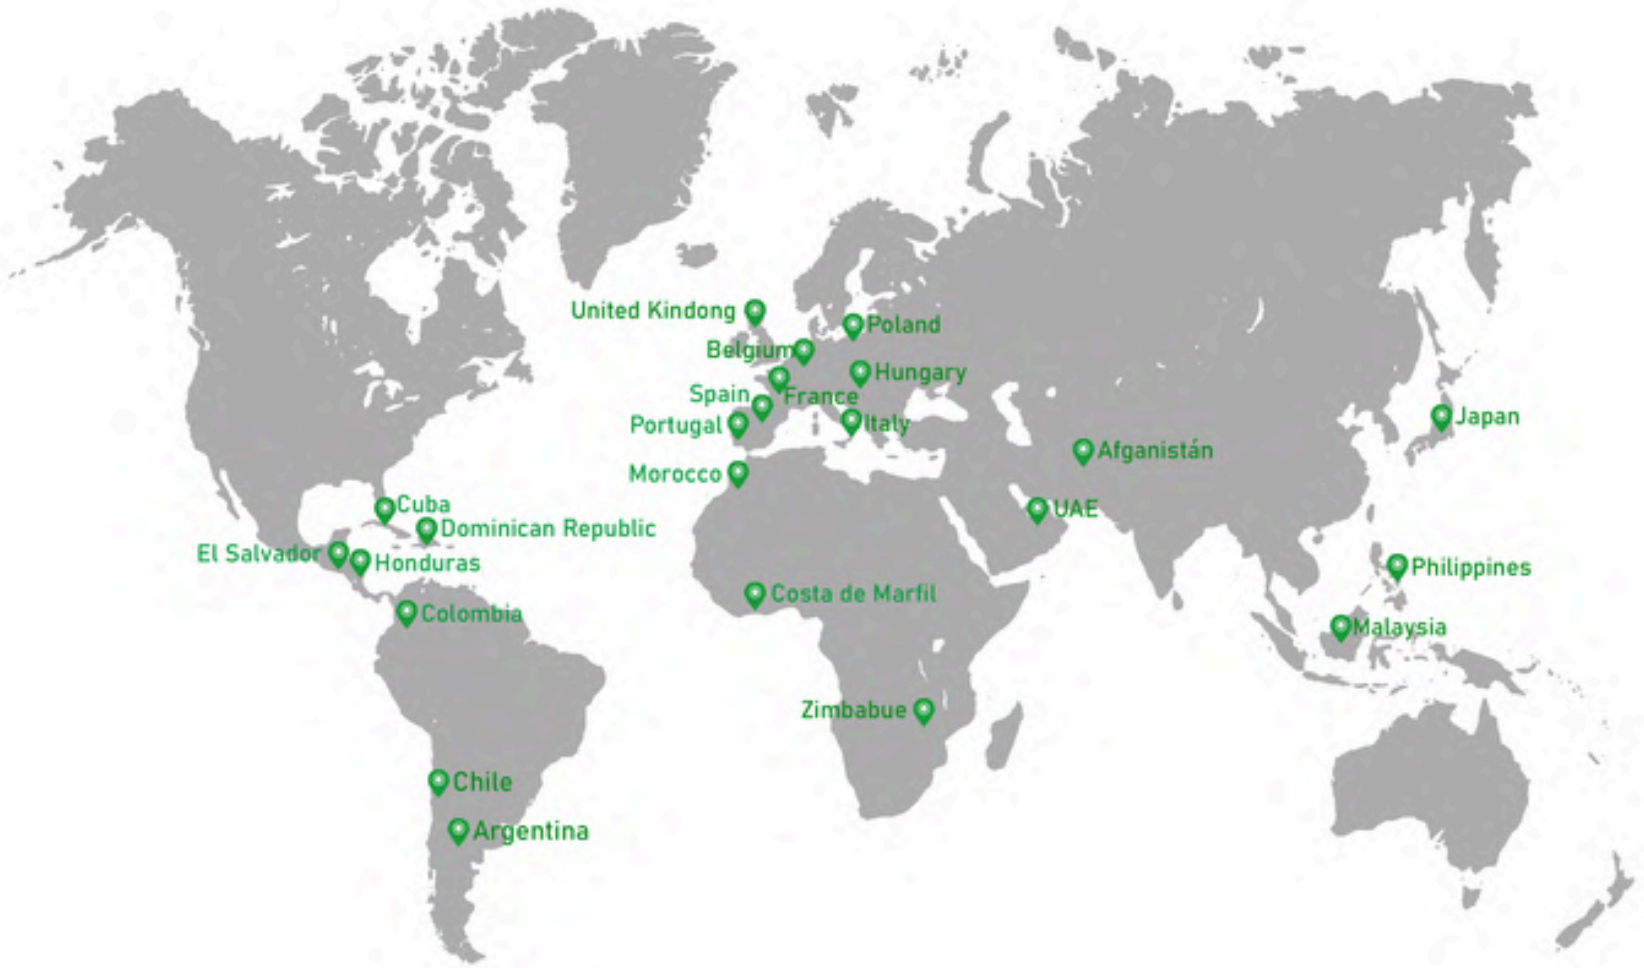 United Kindong
Poland
Belgium
Hungary
Spain
France
Portugal
Italy
Japan
Afganistán
Morocco
Cuba
UAE
Dominican Republic
El Salvador
Honduras
Philippines
Costa de Marfil
Colombia
Malaysia
Zimbabue
Chile
Argentina